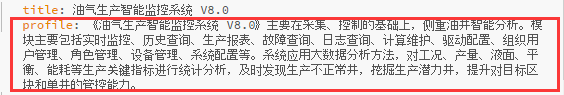 title: 油气生产智能监控系统 V8.0
profile: 《油气生产智能监控系统 V8.0》主要在采集、控制的基础上，侧重油井智能分析。模
块主要包括实时监控、历史查询、生产报表、故障查询、日志查询、计算维护、驱动配置、组织用
户管理、角色管理、设备管理、系统配置等。系统应用大数据分析方法，对工况、产量、液面、平
衡、能耗等生产关键指标进行统计分析，及时发现生产不正常井，挖掘生产潜力井，提升对目标区
块和单井的管控能力。